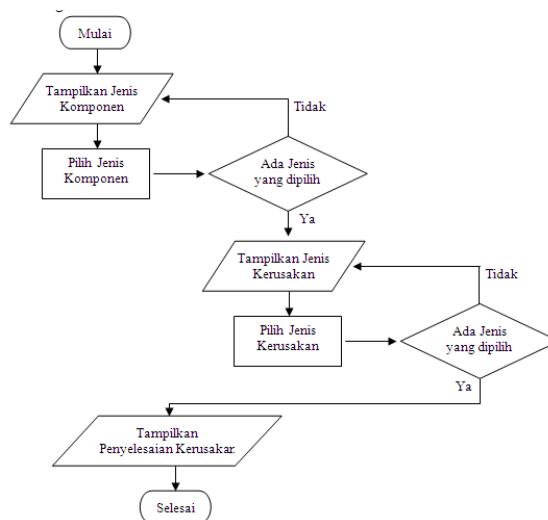 Mulai
Tampilkan Jenis
Komponen
Tidak
Pilih Jenis
Komponen
Ada Jenis
yang dipilih
Ya
Tampilkan Jenis
Kerusakan
Tidak
Pilih Jenis
Kerusakan
Ada Jenis
yang dipilih
Ya
Tampilkan
Penyelesaian Kerusakar.
Selesai